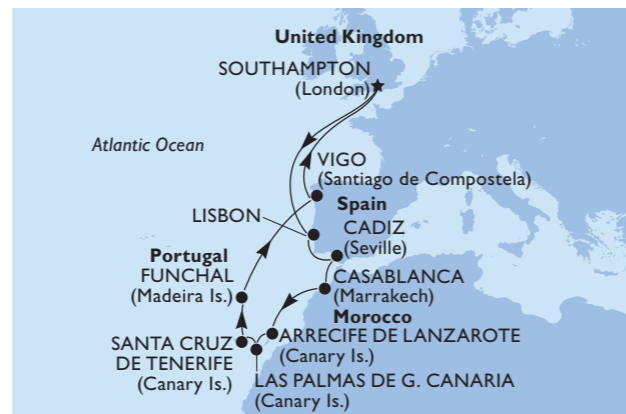 United Kingdom
SOUTHAMPTON
(London)
Atlantic Ocean
VIGO
(Santiago de Compostela)
Spain
LISBON
CADIZ
(Seville)
Portugal
FUNCHAL
(Madeira Is.)
CASABLANCA
(Marrakech)
Morocco
ARRECIFE DE LANZAROTE
(Canary Is.)
SANTA CRUZ
DE TENERIFE
(Canary Is.)
LAS PALMAS DE G. CANARIA
(Canary Is.)